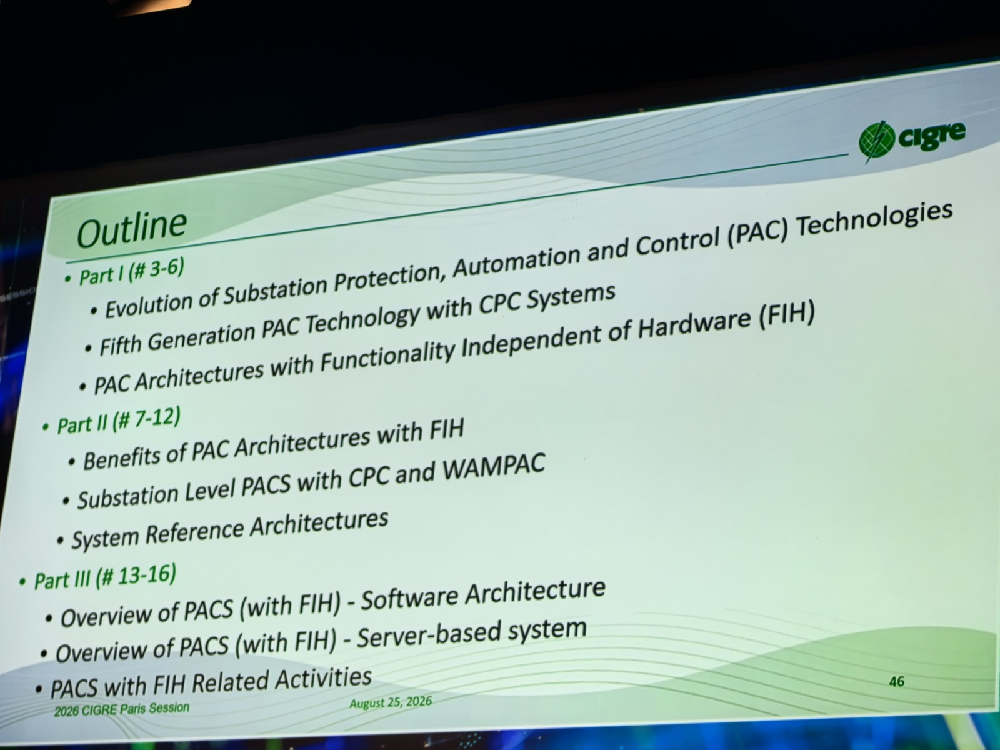 cigre
Outline
• Part I (# 3-6)
• Evolution of Substation Protection, Automation and Control (PAC) Technologies
• Fifth Generation PAC Technology with CPC Systems
• PAC Architectures with Functionality Independent of Hardware (FIH)
• Part II (# 7-12)
• Benefits of PAC Architectures with FIH
• Substation Level PACS with CPC and WAMPAC
• System Reference Architectures
• Part III (# 13-16)
• Overview of PACS (with FIH) - Software Architecture
• Overview of PACS (with FIH) - Server-based system
• PACS with FIH Related Activities
2026 CIGRE Paris Session
August 25, 2026
46